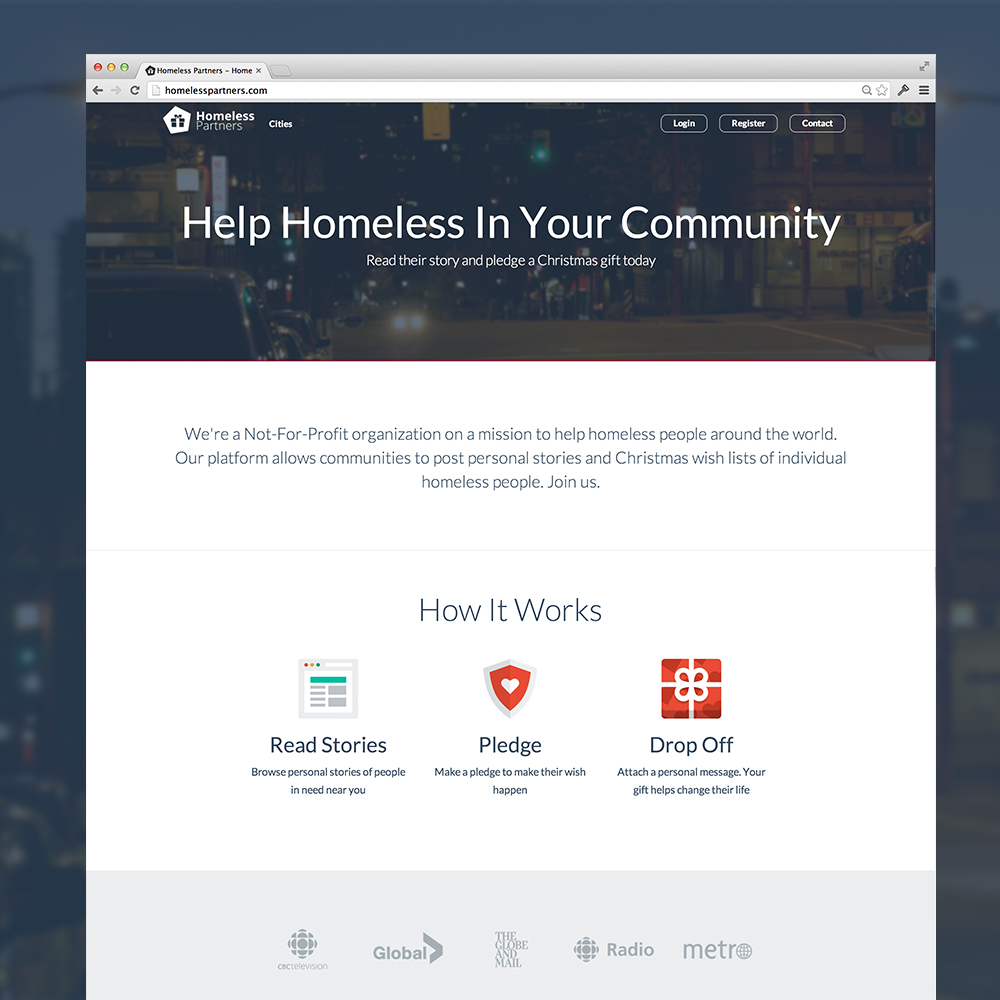 Homeless Partners – Home
homelesspartners.com
Homeless
Partners
Cities
Login
Register
Contact
Help Homeless In Your Community
Read their story and pledge a Christmas gift today
We're a Not-For-Profit organization on a mission to help homeless people around the world.
Our platform allows communities to post personal stories and Christmas wish lists of individual
homeless people. Join us.
How It Works
Read Stories
Browse personal stories of people
in need near you
Pledge
Make a pledge to make their wish
happen
Drop Off
Attach a personal message. Your
gift helps change their life
CBCtelevision
Global
THE
GLOBE
AND
MAIL
Radio
metro